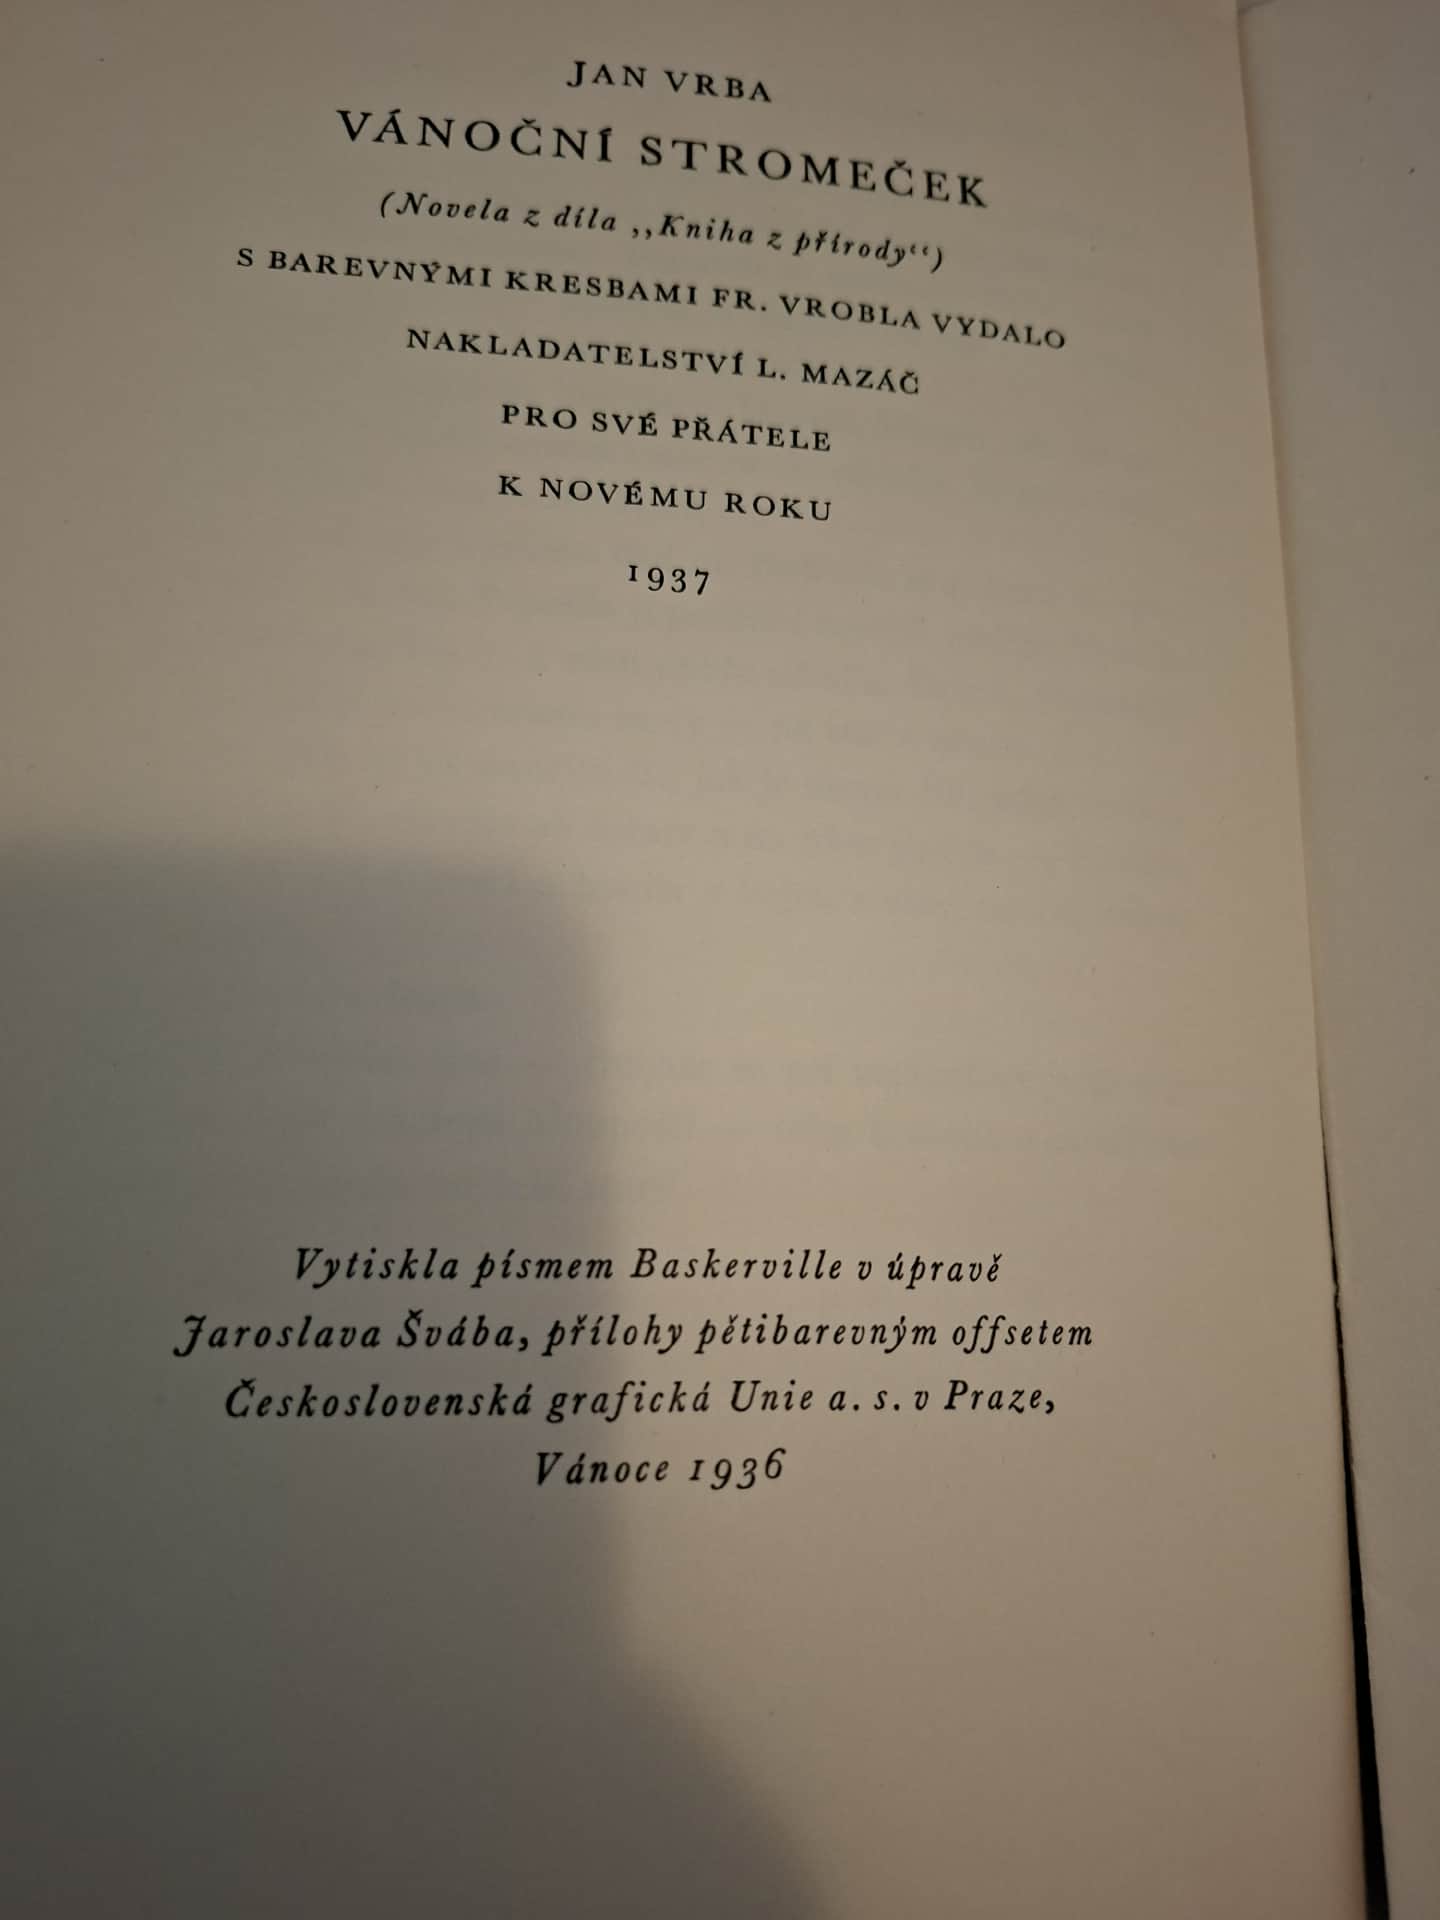 JAN VRBA
VÁNOČNÍ STROMEČEK
(Novela z díla ,,Kniha z přírody“)
S BAREVNÝMI KRESBAMI FR. VROBLA VYDALO
NAKLADATELSTVÍ L. MAZÁČ
PRO SVÉ PŘÁTELE
K NOVÉMU ROKU
1937
Vytiskla písmem Baskerville v úpravě
Jaroslava Švába, přílohy pětibarevným offsetem
Československá grafická Unie a. s. v Praze,
Vánoce 1936